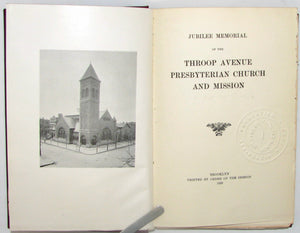 JUBILEE MEMORIAL
OF THE
THROOP AVENUE
PRESBYTERIAN CHURCH
AND MISSION
BROOKLYN
PRINTED BY ORDER OF THE SESSION